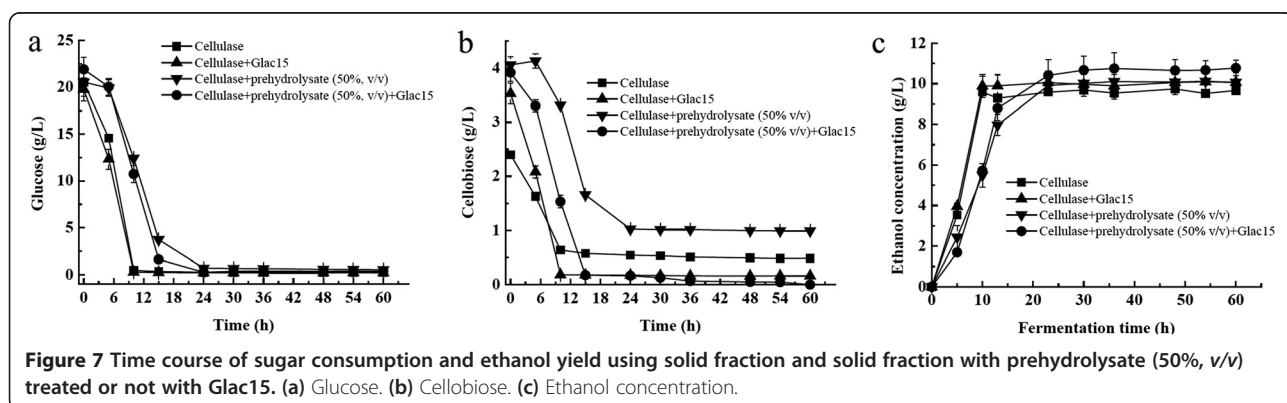 a
25
20
15
10
5
0
Glucose (g/L)
Cellulase
Cellulase+Glac15
Cellulase+prehydrolysate (50%, v/v)
Cellulase+prehydrolysate (50%, v/v)+Glac15
0 6 12 18 24 30 36 42 48 54 60
Time (h)
b
4
3
2
1
0
Cellobiose (g/L)
Cellulase
Cellulase+Glac15
Cellulase+prehydrolysate (50% v/v)
Cellulase+prehydrolysate (50% v/v)+Glac15
0 6 12 18 24 30 36 42 48 54 60
Time (h)
c
12
10
8
6
4
2
0
Ethanol concentration (g/L)
Cellulase
Cellulase+Glac15
Cellulase+prehydrolysate (50% v/v)
Cellulase+prehydrolysate (50% v/v)+Glac15
0 10 20 30 40 50 60
Fermentation time (h)
Figure 7 Time course of sugar consumption and ethanol yield using solid fraction and solid fraction with prehydrolysate (50%, v/v)
treated or not with Glac15. (a) Glucose. (b) Cellobiose. (c) Ethanol concentration.